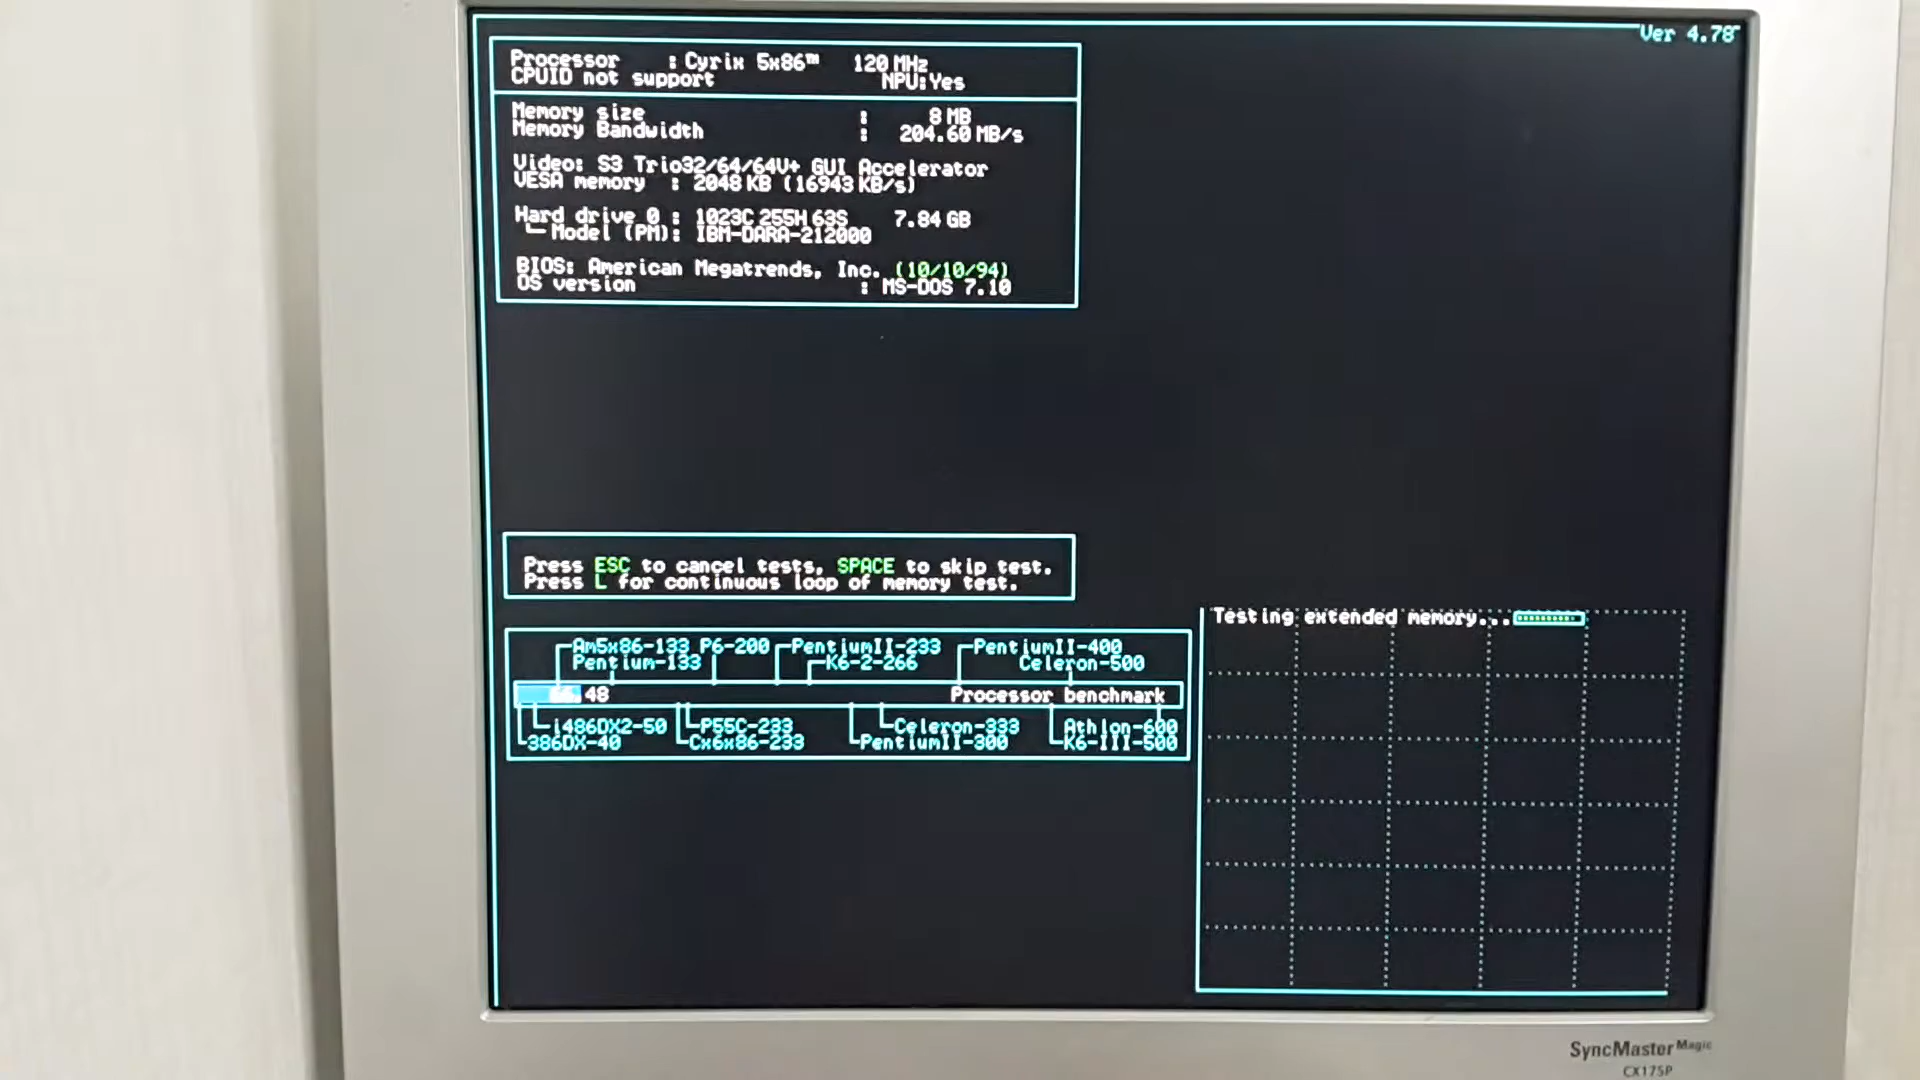 Ver 4.78
Processor : Cyrix 5x86™ 120 MHz
CPUID not support NPU:Yes
Memory size : 8 MB
Memory Bandwidth : 204.60 MB/s
Video: S3 Trio32/64/64V+ GUI Accelerator
VESA memory : 2048 KB (16943 KB/s)
Hard drive 0 : 1023C 255H 63S 7.84 GB
Model (PM): IBM-DARA-212000
BIOS: American Megatrends, Inc. (10/10/94)
OS version : MS-DOS 7.10
Press ESC to cancel tests, SPACE to skip test.
Press L for continuous loop of memory test.
Testing extended memory...
Am5x86-133 P6-200 PentiumII-233 PentiumII-400
Pentium-133 K6-2-266 Celeron-500
66.48 Processor benchmark
i486DX2-50 P55C-233 Celeron-333 Athlon-600
386DX-40 Cx6x86-233 PentiumII-300 K6-III-500
SyncMaster Magic
CX175P